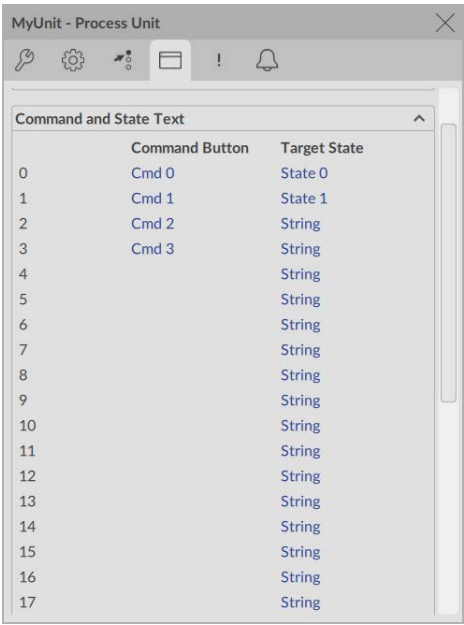 MyUnit - Process Unit
!
Command and State Text
Command Button Target State
0 Cmd 0 State 0
1 Cmd 1 State 1
2 Cmd 2 String
3 Cmd 3 String
4 String
5 String
6 String
7 String
8 String
9 String
10 String
11 String
12 String
13 String
14 String
15 String
16 String
17 String